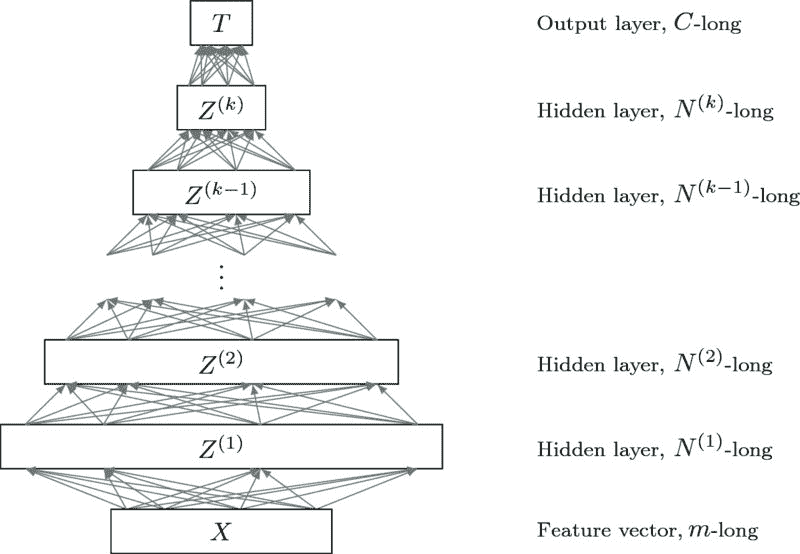 T Output layer, C-long
Z^(k) Hidden layer, N^(k)-long
Z^(k−1) Hidden layer, N^(k−1)-long
⋮
Z^(2) Hidden layer, N^(2)-long
Z^(1) Hidden layer, N^(1)-long
X Feature vector, m-long